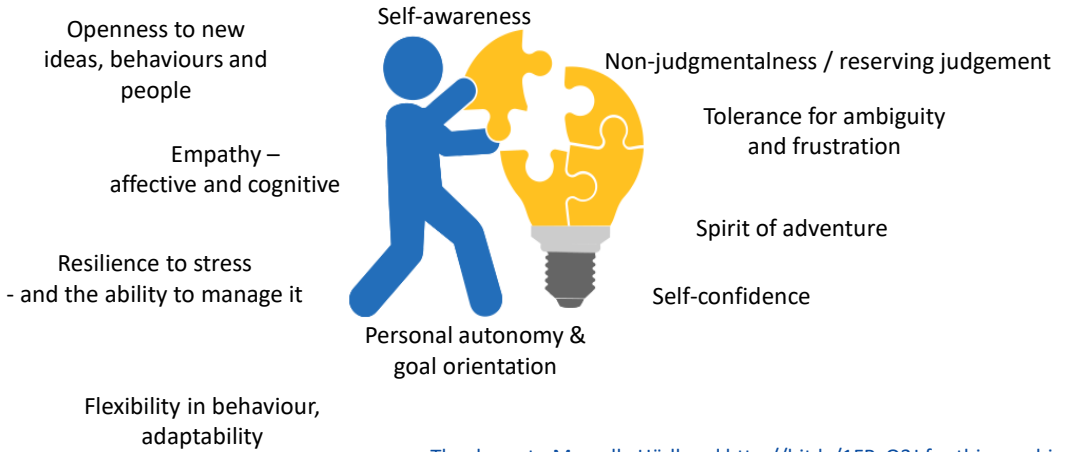 Self-awareness
Openness to new
ideas, behaviours and
people
Non-judgmentalness / reserving judgement
Tolerance for ambiguity
and frustration
Empathy –
affective and cognitive
Spirit of adventure
Resilience to stress
- and the ability to manage it
Self-confidence
Personal autonomy &
goal orientation
Flexibility in behaviour,
adaptability